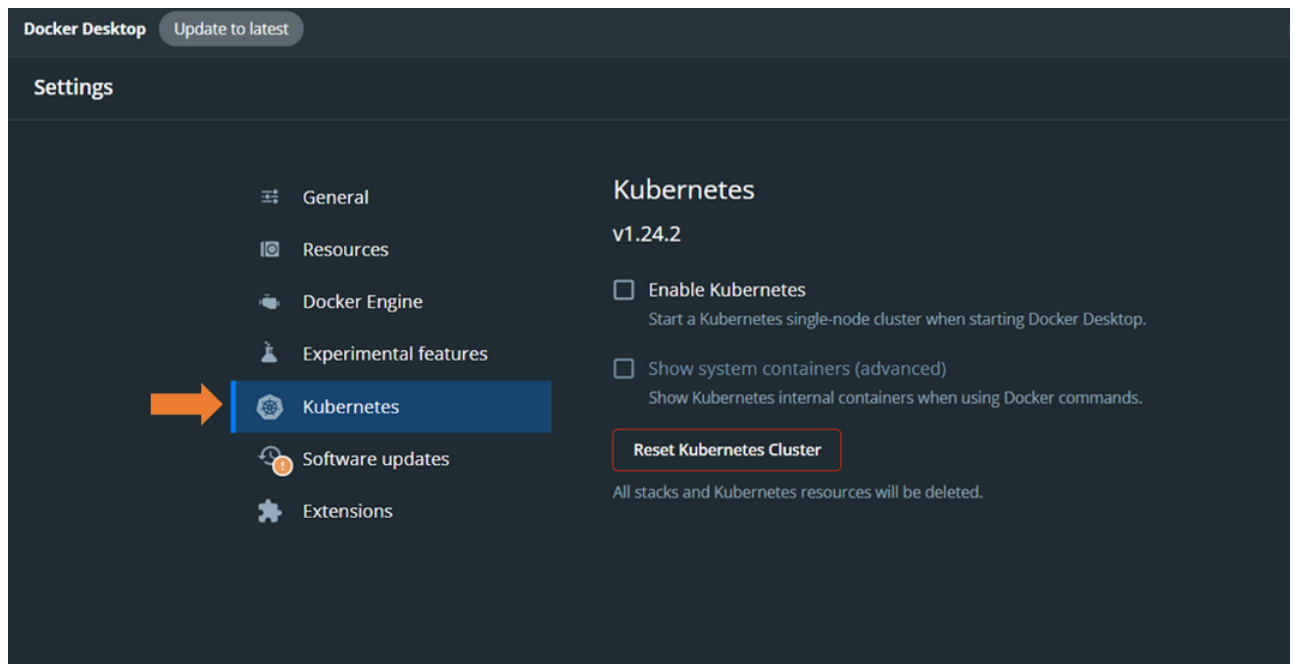 Docker Desktop Update to latest
Settings
General
Resources
Docker Engine
Experimental features
Kubernetes
Software updates
Extensions
Kubernetes
v1.24.2
Enable Kubernetes
Start a Kubernetes single-node cluster when starting Docker Desktop.
Show system containers (advanced)
Show Kubernetes internal containers when using Docker commands.
Reset Kubernetes Cluster
All stacks and Kubernetes resources will be deleted.